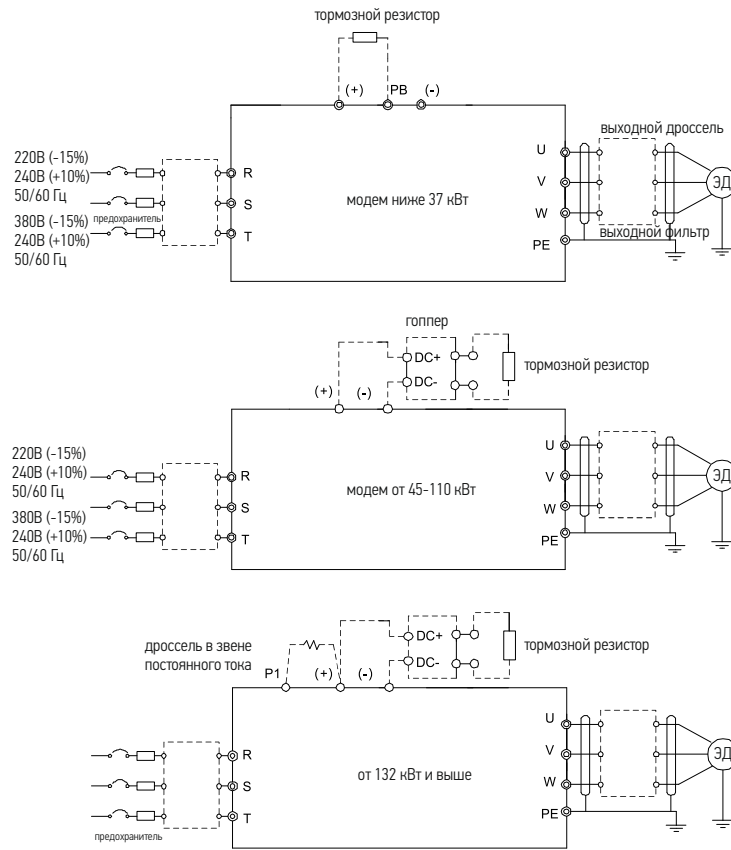 тормозной резистор
(+) PB (-)
220В (-15%)
240В (+10%)
50/60 Гц
380В (-15%)
240В (+10%)
50/60 Гц
предохранитель
R
S
T
модем ниже 37 кВт
U
V
W
PE
выходной дроссель
выходной фильтр
ЭД
гоппер
DC+
DC-
тормозной резистор
(+) (-)
220В (-15%)
240В (+10%)
50/60 Гц
380В (-15%)
240В (+10%)
50/60 Гц
R
S
T
модем от 45-110 кВт
U
V
W
PE
ЭД
дроссель в звене
постоянного тока
DC+
DC-
тормозной резистор
P1 (+) (-)
R
S
T
предохранитель
от 132 кВт и выше
U
V
W
PE
ЭД